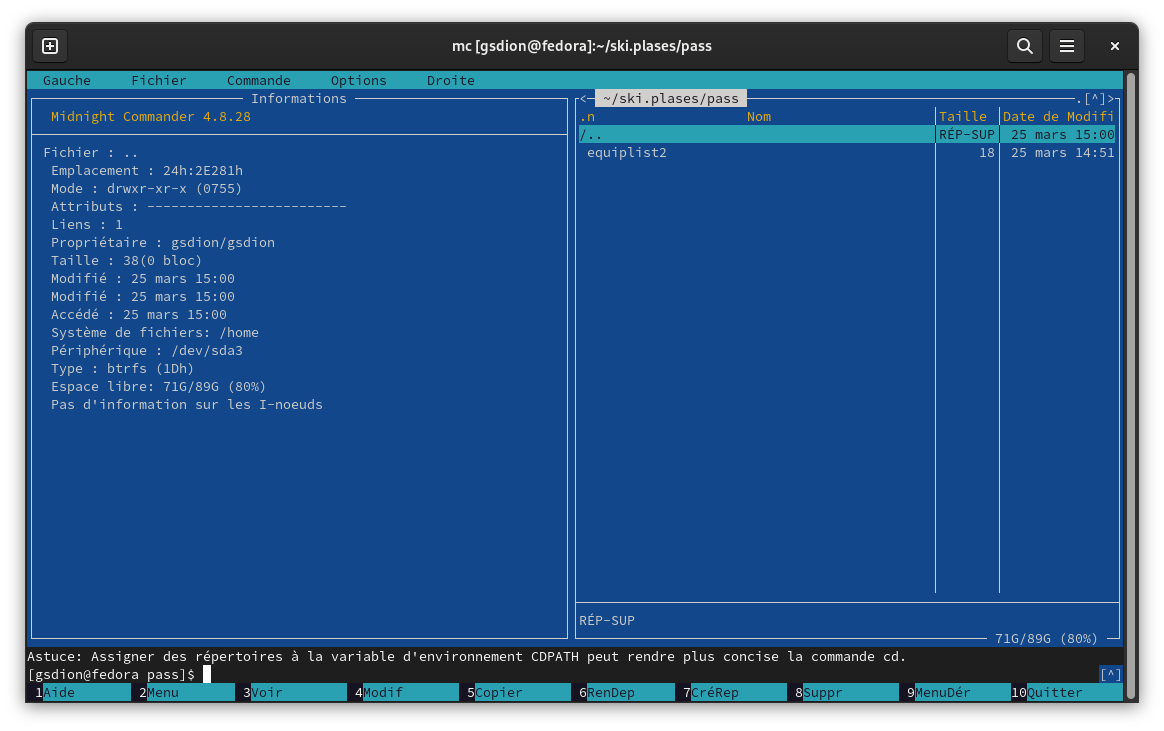 mc [gsdion@fedora]:~/ski.plases/pass
Gauche Fichier Commande Options Droite
Informations
Midnight Commander 4.8.28
Fichier : ..
Emplacement : 24h:2E281h
Mode : drwxr-xr-x (0755)
Attributs : -------------------------
Liens : 1
Propriétaire : gsdion/gsdion
Taille : 38(0 bloc)
Modifié : 25 mars 15:00
Modifié : 25 mars 15:00
Accédé : 25 mars 15:00
Système de fichiers: /home
Périphérique : /dev/sda3
Type : btrfs (1Dh)
Espace libre: 71G/89G (80%)
Pas d'information sur les I-noeuds
<─ ~/ski.plases/pass .[^]>
.n Nom Taille Date de Modifi
/.. RÉP-SUP 25 mars 15:00
equiplist2 18 25 mars 14:51
RÉP-SUP
71G/89G (80%)
Astuce: Assigner des répertoires à la variable d'environnement CDPATH peut rendre plus concise la commande cd.
[gsdion@fedora pass]$ [^]
1Aide 2Menu 3Voir 4Modif 5Copier 6RenDep 7CréRep 8Suppr 9MenuDér 10Quitter